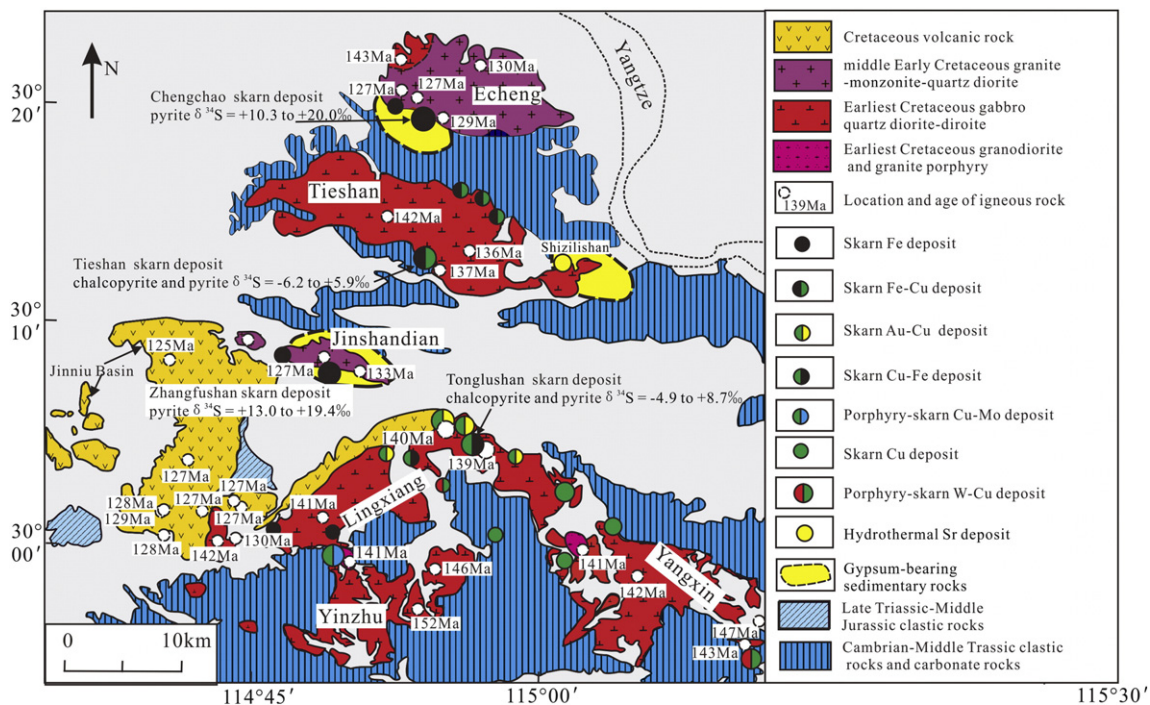 N
Yangtze
143Ma
130Ma
127Ma
127Ma
Echeng
30°
20′
Chengchao skarn deposit
pyrite δ ³⁴S = +10.3 to +20.0‰
129Ma
Tieshan
142Ma
Shizilishan
136Ma
137Ma
Tieshan skarn deposit
chalcopyrite and pyrite δ ³⁴S = -6.2 to +5.9‰
30°
10′
125Ma
Jinshandian
Jinniu Basin
127Ma
133Ma
Zhangfushan skarn deposit
pyrite δ ³⁴S = +13.0 to +19.4‰
Tonglushan skarn deposit
chalcopyrite and pyrite δ ³⁴S = -4.9 to +8.7‰
140Ma
139Ma
127Ma
127Ma
128Ma
127Ma
129Ma
127Ma
141Ma
Lingxiang
30°
00′
128Ma
142Ma
130Ma
141Ma
146Ma
141Ma
Yangxin
142Ma
Yinzhu
152Ma
147Ma
143Ma
0
10km
114°45′
115°00′
115°30′
Cretaceous volcanic rock
middle Early Cretaceous granite
-monzonite-quartz diorite
Earliest Cretaceous gabbro
quartz diorite-diroite
Earliest Cretaceous granodiorite
and granite porphyry
139Ma
Location and age of igneous rock
Skarn Fe deposit
Skarn Fe-Cu deposit
Skarn Au-Cu deposit
Skarn Cu-Fe deposit
Porphyry-skarn Cu-Mo deposit
Skarn Cu deposit
Porphyry-skarn W-Cu deposit
Hydrothermal Sr deposit
Gypsum-bearing
sedimentary rocks
Late Triassic-Middle
Jurassic clastic rocks
Cambrian-Middle Trassic clastic
rocks and carbonate rocks